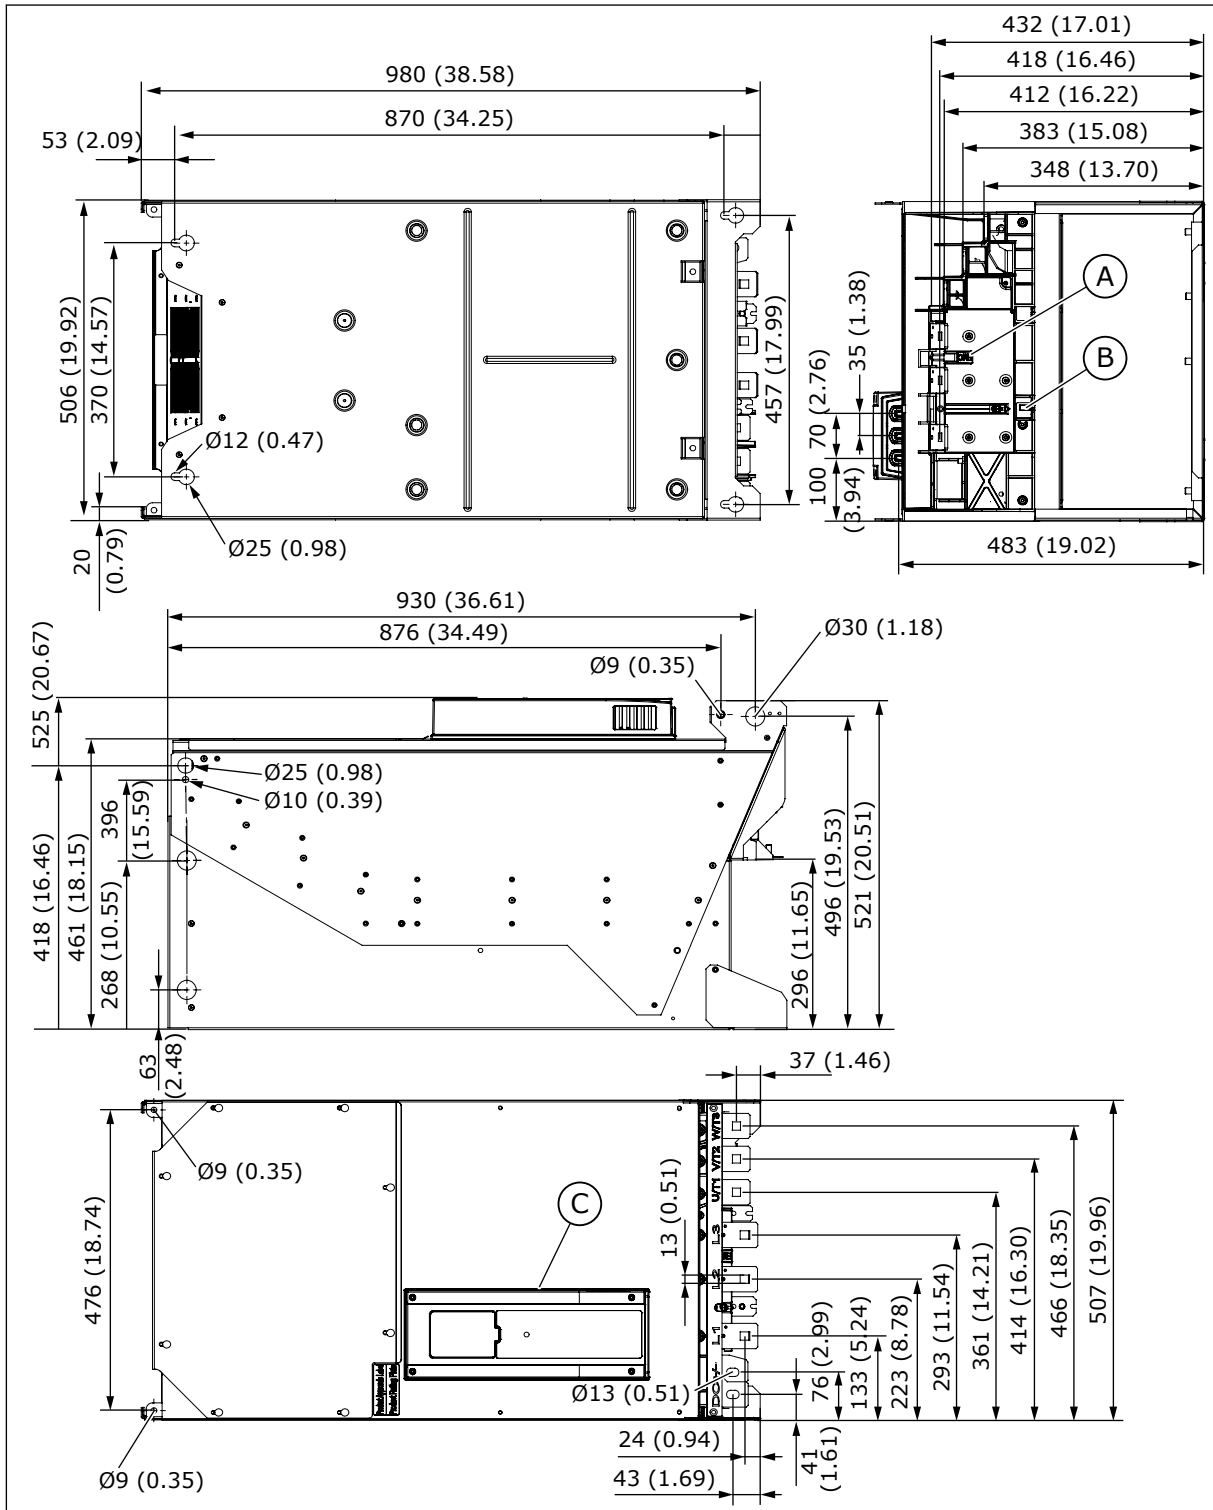 980 (38.58)
870 (34.25)
53 (2.09)
506 (19.92)
370 (14.57)
Ø12 (0.47)
Ø25 (0.98)
20
(0.79)
457 (17.99)
432 (17.01)
418 (16.46)
412 (16.22)
383 (15.08)
348 (13.70)
A
B
35 (1.38)
70 (2.76)
100
(3.94)
483 (19.02)
930 (36.61)
876 (34.49)
Ø30 (1.18)
Ø9 (0.35)
525 (20.67)
Ø25 (0.98)
Ø10 (0.39)
396
(15.59)
418 (16.46)
461 (18.15)
268 (10.55)
63
(2.48)
296 (11.65)
496 (19.53)
521 (20.51)
37 (1.46)
Ø9 (0.35)
476 (18.74)
C
13 (0.51)
W/T3
V/T2
U/T1
L3
L2
L1
Ø13 (0.51)
76 (2.99)
133 (5.24)
223 (8.78)
293 (11.54)
361 (14.21)
414 (16.30)
466 (18.35)
507 (19.96)
24 (0.94)
41
(1.61)
43 (1.69)
Ø9 (0.35)